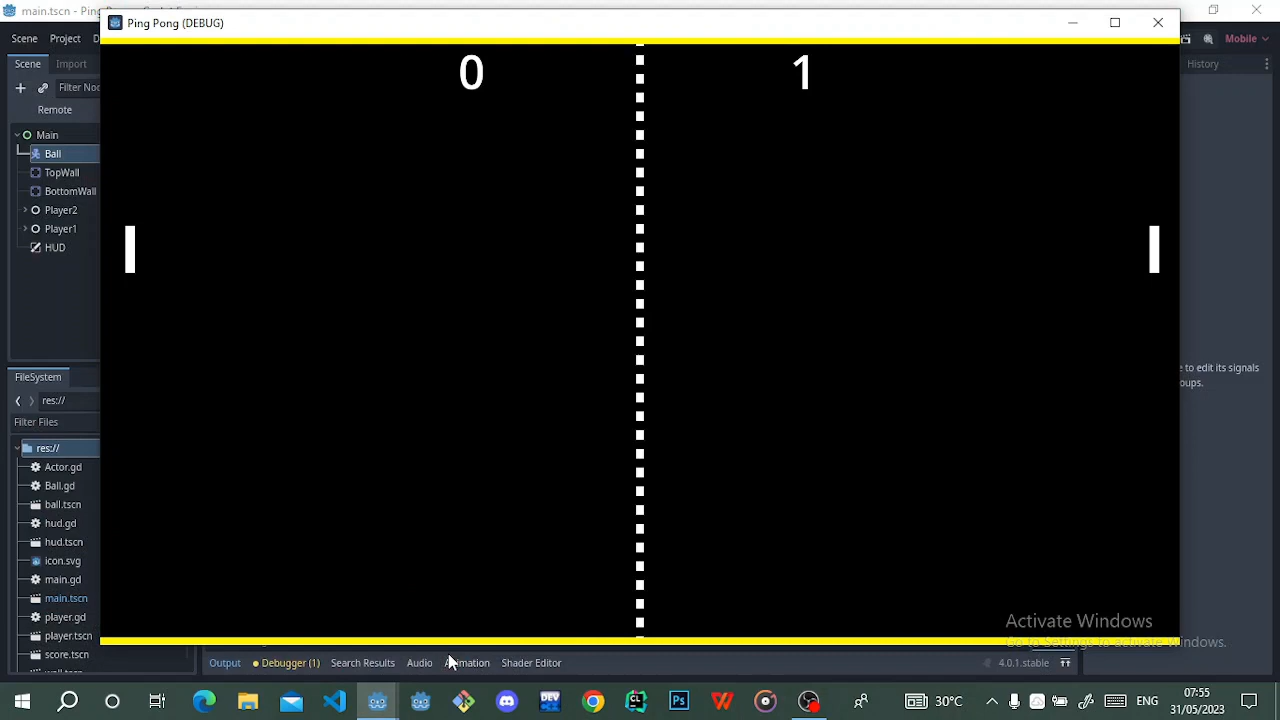 main.tscn - Ping
Ping Pong (DEBUG)
Scene Project D
Mobile
Scene Import
History
Filter Nod
Remote
Main
Ball
TopWall
BottomWall
Player2
Player1
HUD
0 1
FileSystem
res://
Filter Files
res://
Actor.gd
Ball.gd
ball.tscn
hud.gd
hud.tscn
icon.svg
main.gd
main.tscn
player.gd
player.tscn
score.tscn
e to edit its signals
oups.
Activate Windows
Go to Settings to activate Windows.
Output Debugger (1) Search Results Audio Animation Shader Editor
4.0.1.stable
DEV
CL
Ps
30°C
ENG
07:55
31/05/2023